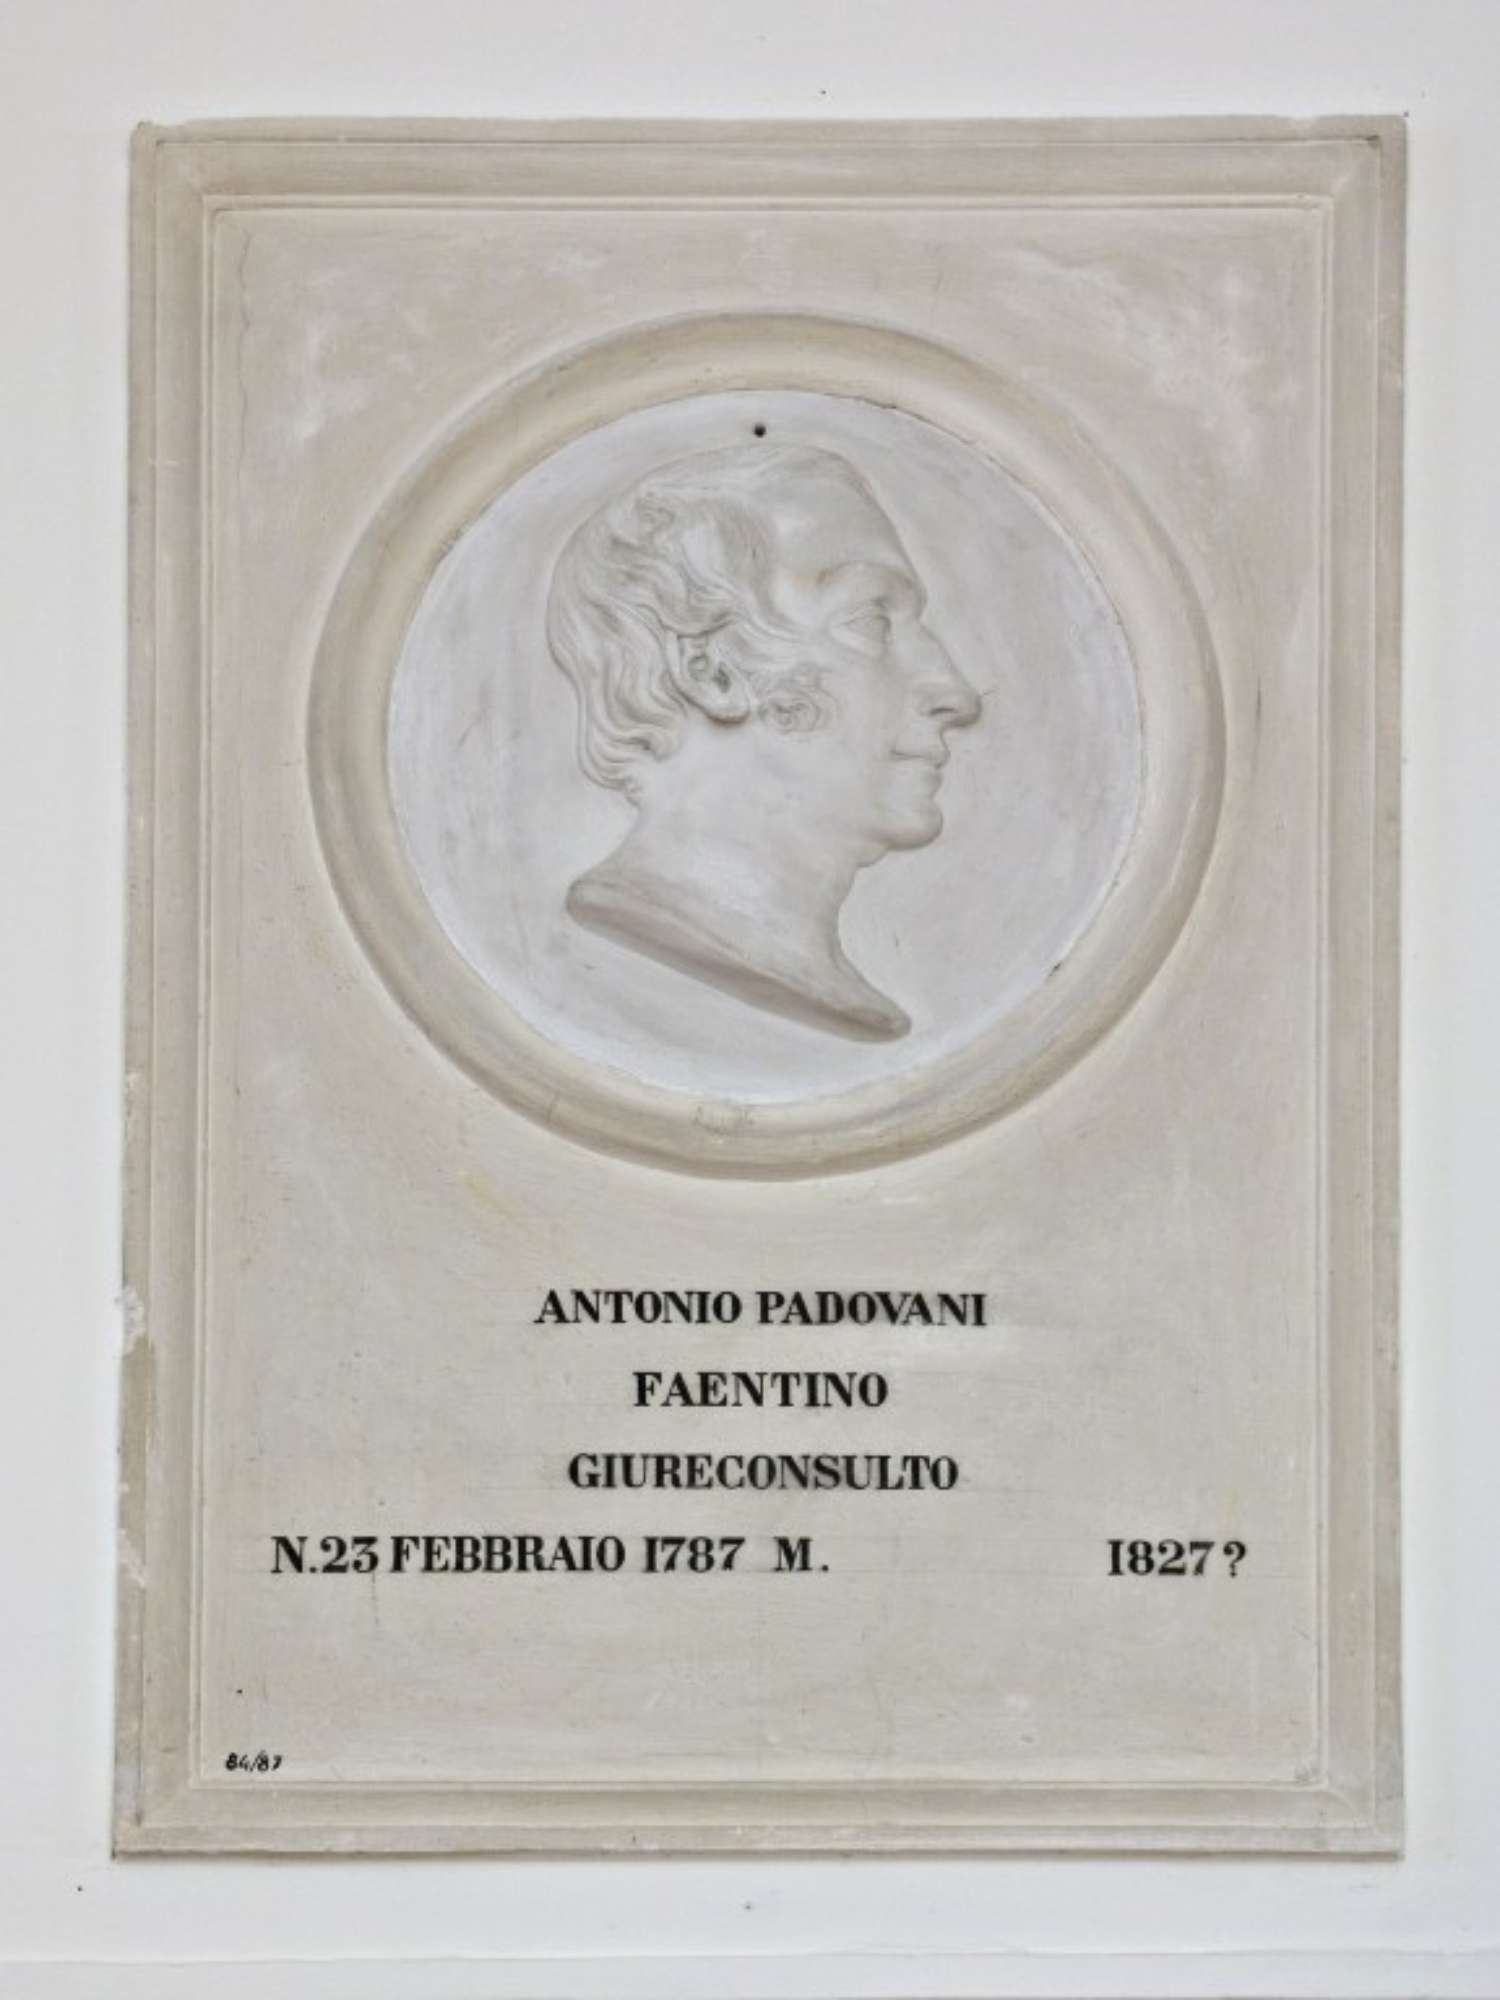 ANTONIO PADOVANI
FAENTINO
GIURECONSULTO
N. 23 FEBBRAIO 1787 M. 1827?
84/87